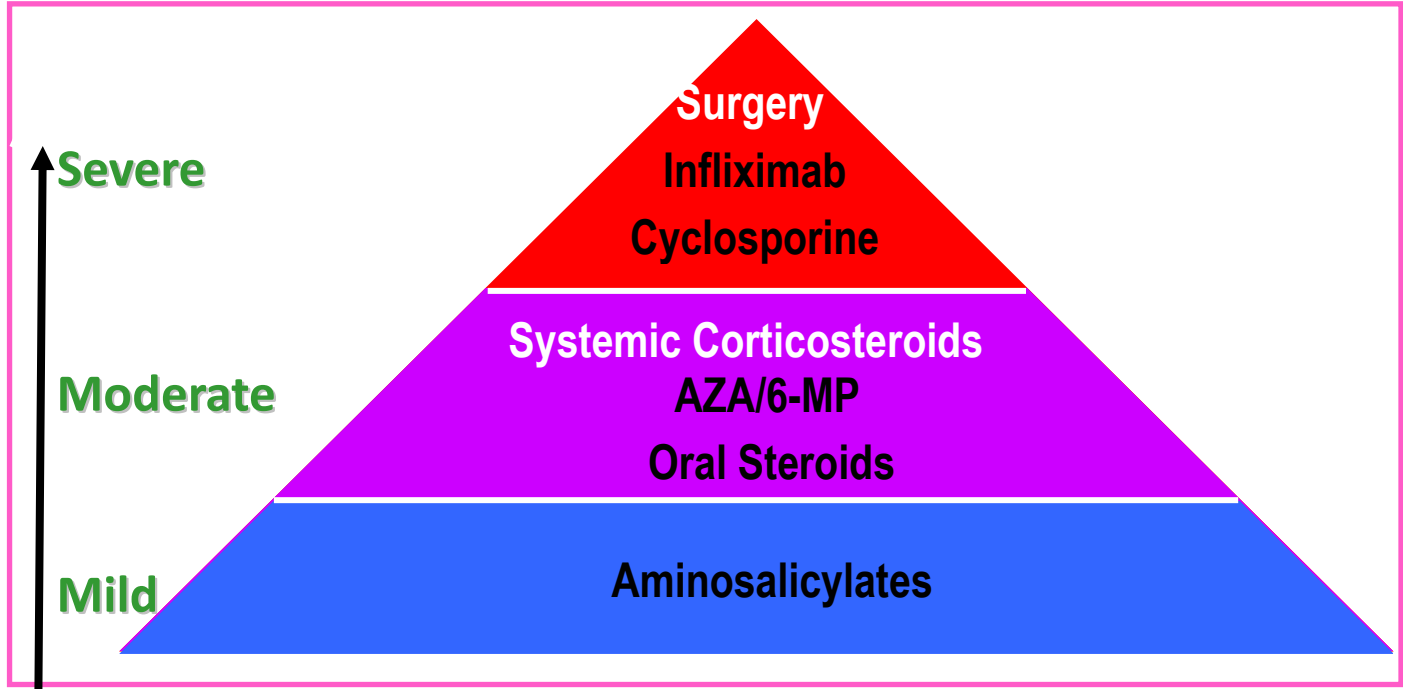 Surgery
Severe
Infliximab
Cyclosporine
Systemic Corticosteroids
Moderate
AZA/6-MP
Oral Steroids
Mild
Aminosalicylates